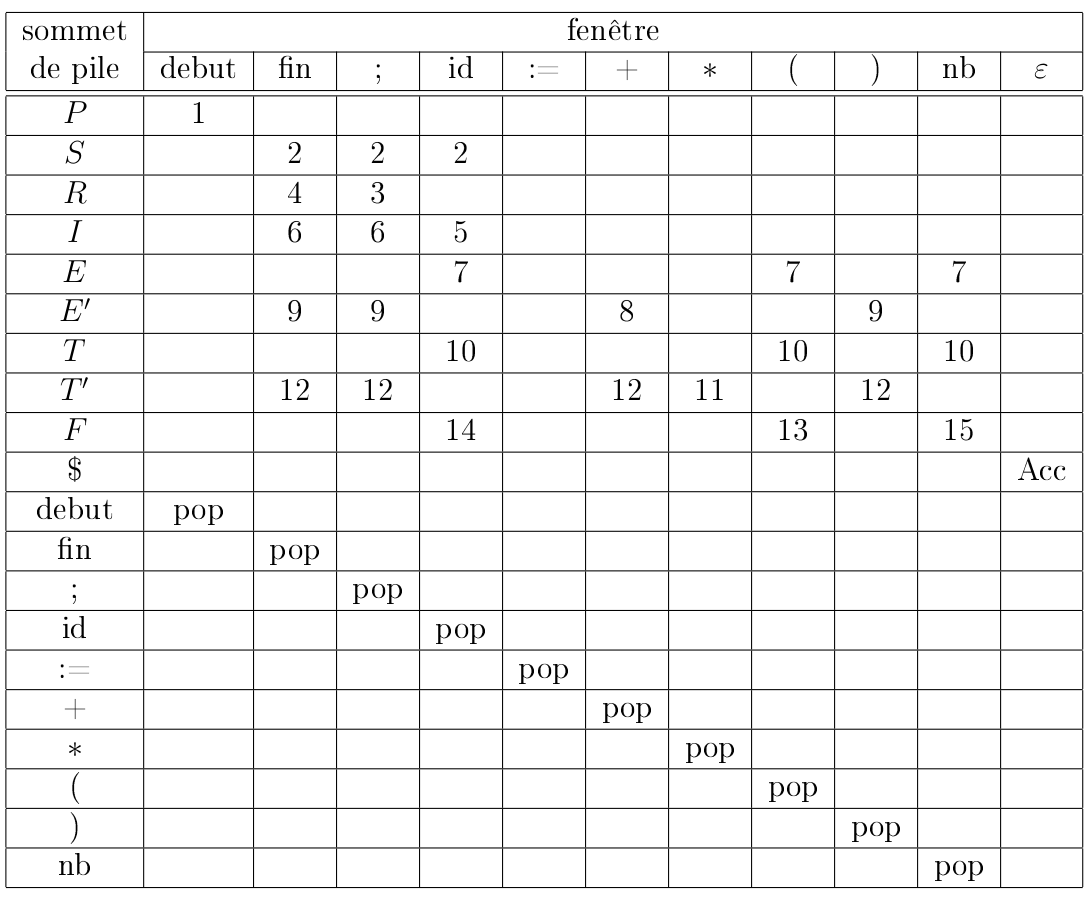 sommet fenêtre
de pile debut fin ; id := + * ( ) nb ε
P 1
S 2 2 2
R 4 3
I 6 6 5
E 7 7 7
E′ 9 9 8 9
T 10 10 10
T′ 12 12 12 11 12
F 14 13 15
$ Acc
debut pop
fin pop
; pop
id pop
:= pop
+ pop
* pop
( pop
) pop
nb pop